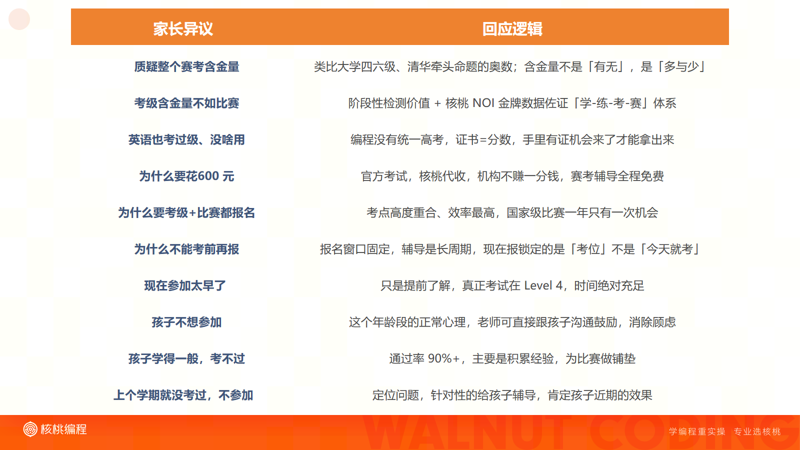 家长异议 回应逻辑
质疑整个赛考含金量 类比大学四六级、清华牵头命题的奥数；含金量不是「有无」，是「多与少」
考级含金量不如比赛 阶段性检测价值 + 核桃 NOI 金牌数据佐证「学-练-考-赛」体系
英语也考过级、没啥用 编程没有统一高考，证书=分数，手里有证机会来了才能拿出来
为什么要花600 元 官方考试，核桃代收，机构不赚一分钱，赛考辅导全程免费
为什么要考级+比赛都报名 考点高度重合、效率最高，国家级比赛一年只有一次机会
为什么不能考前再报 报名窗口固定，辅导是长周期，现在报锁定的是「考位」不是「今天就考」
现在参加太早了 只是提前了解，真正考试在 Level 4，时间绝对充足
孩子不想参加 这个年龄段的正常心理，老师可直接跟孩子沟通鼓励，消除顾虑
孩子学得一般，考不过 通过率 90%+，主要是积累经验，为比赛做铺垫
上个学期就没考过，不参加 定位问题，针对性的给孩子辅导，肯定孩子近期的效果
核桃编程 WALNUT CODING 学编程重实操 专业选核桃